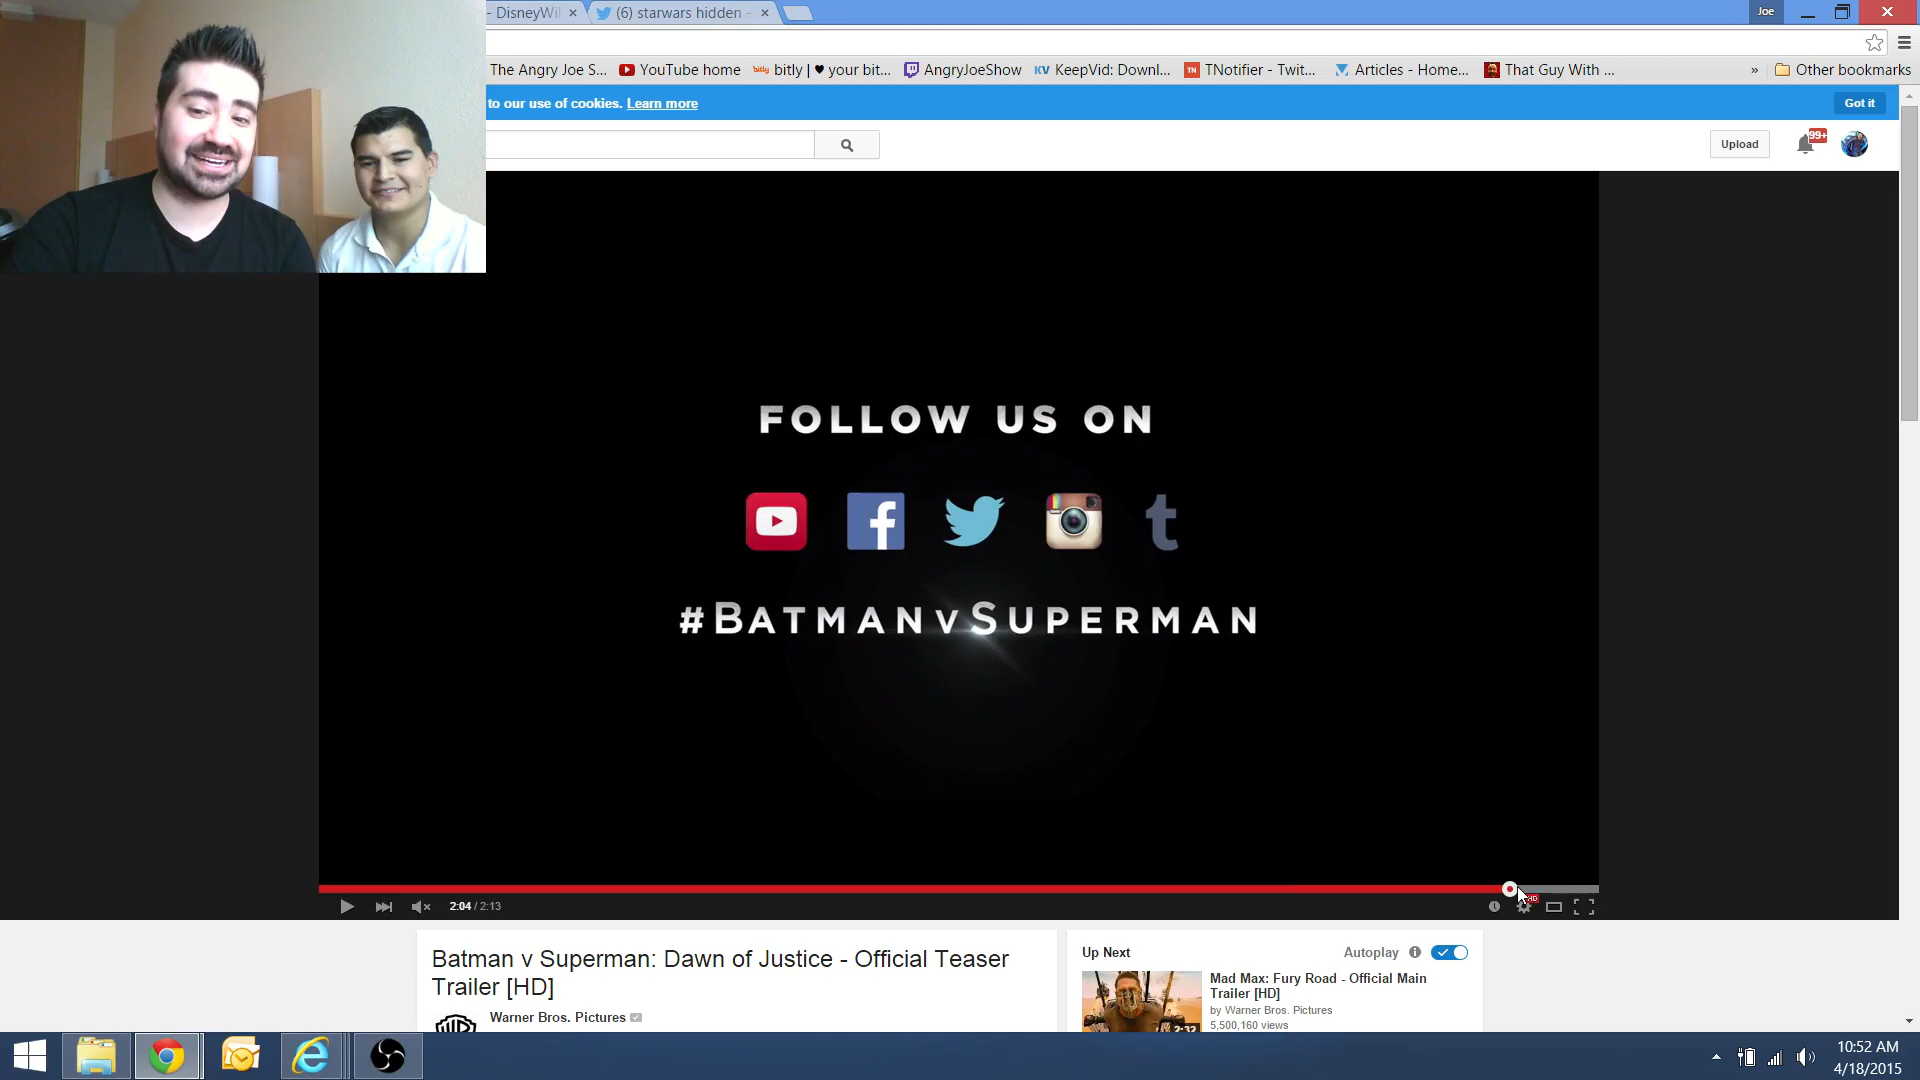 - DisneyWi
(6) starwars hidden -
Joe
The Angry Joe S...
YouTube home
bitly | ♥ your bit...
AngryJoeShow
KeepVid: Downl...
TNotifier - Twit...
Articles - Home...
That Guy With ...
»
Other bookmarks
to our use of cookies. Learn more
Got it
Upload
99+
FOLLOW US ON
#BATMANVSUPERMAN
2:04 / 2:13
HD
Batman v Superman: Dawn of Justice - Official Teaser
Trailer [HD]
Warner Bros. Pictures
Up Next
Autoplay
Mad Max: Fury Road - Official Main
Trailer [HD]
by Warner Bros. Pictures
5,500,160 views
2:32
10:52 AM
4/18/2015